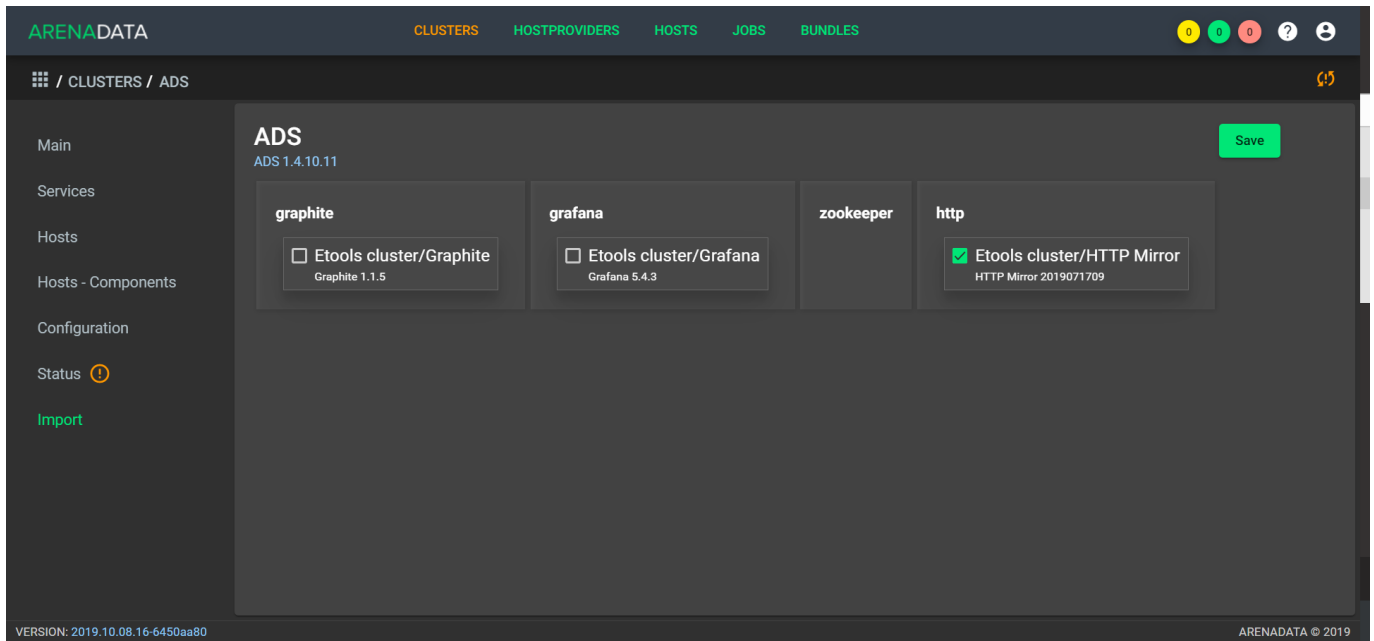 ARENADATA CLUSTERS HOSTPROVIDERS HOSTS JOBS BUNDLES 0 0 0 ?
/ CLUSTERS / ADS
Main
Services
Hosts
Hosts - Components
Configuration
Status
Import
ADS
Save
ADS 1.4.10.11
graphite
Etools cluster/Graphite
Graphite 1.1.5
grafana
Etools cluster/Grafana
Grafana 5.4.3
zookeeper
http
Etools cluster/HTTP Mirror
HTTP Mirror 2019071709
VERSION: 2019.10.08.16-6450aa80
ARENADATA © 2019